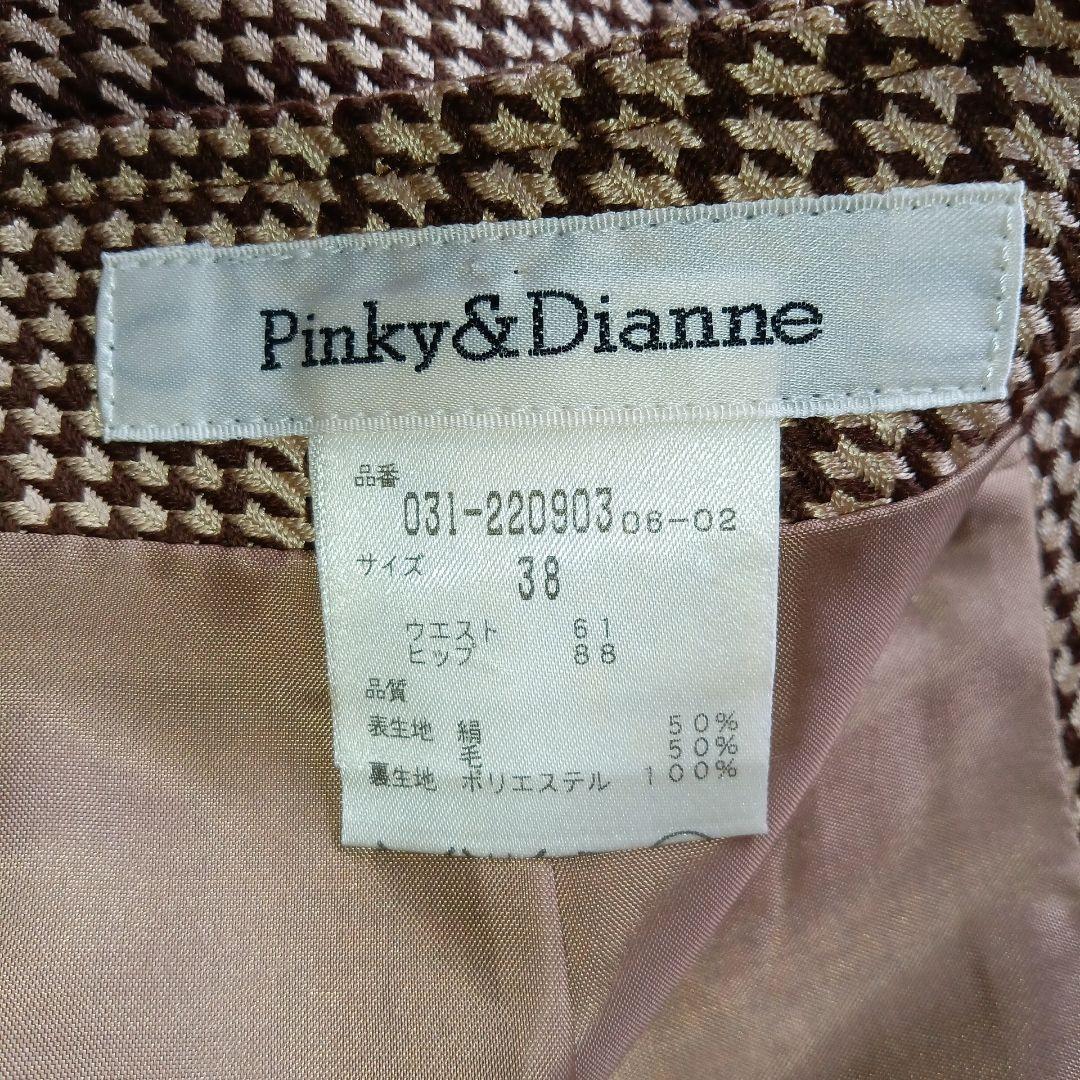 Pinky&Dianne
品番
031-220903 06-02
サイズ 38
ウエスト 61
ヒップ 88
品質
表生地 絹 50%
毛 50%
裏生地 ポリエステル 100%